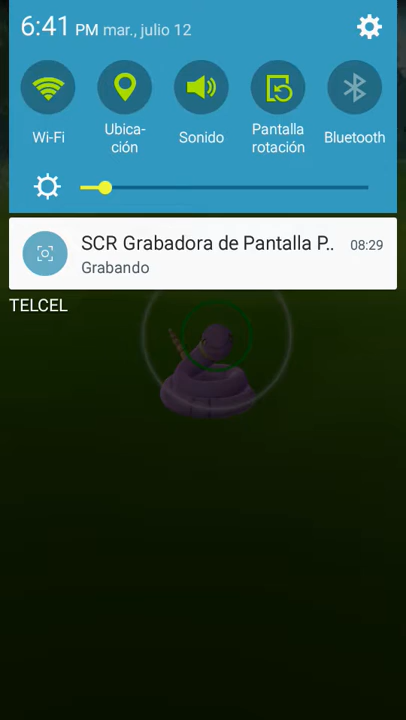 6:41 PM mar., julio 12
Wi-Fi
Ubica-
ción
Sonido
Pantalla
rotación
Bluetooth
SCR Grabadora de Pantalla P.. 08:29
Grabando
TELCEL